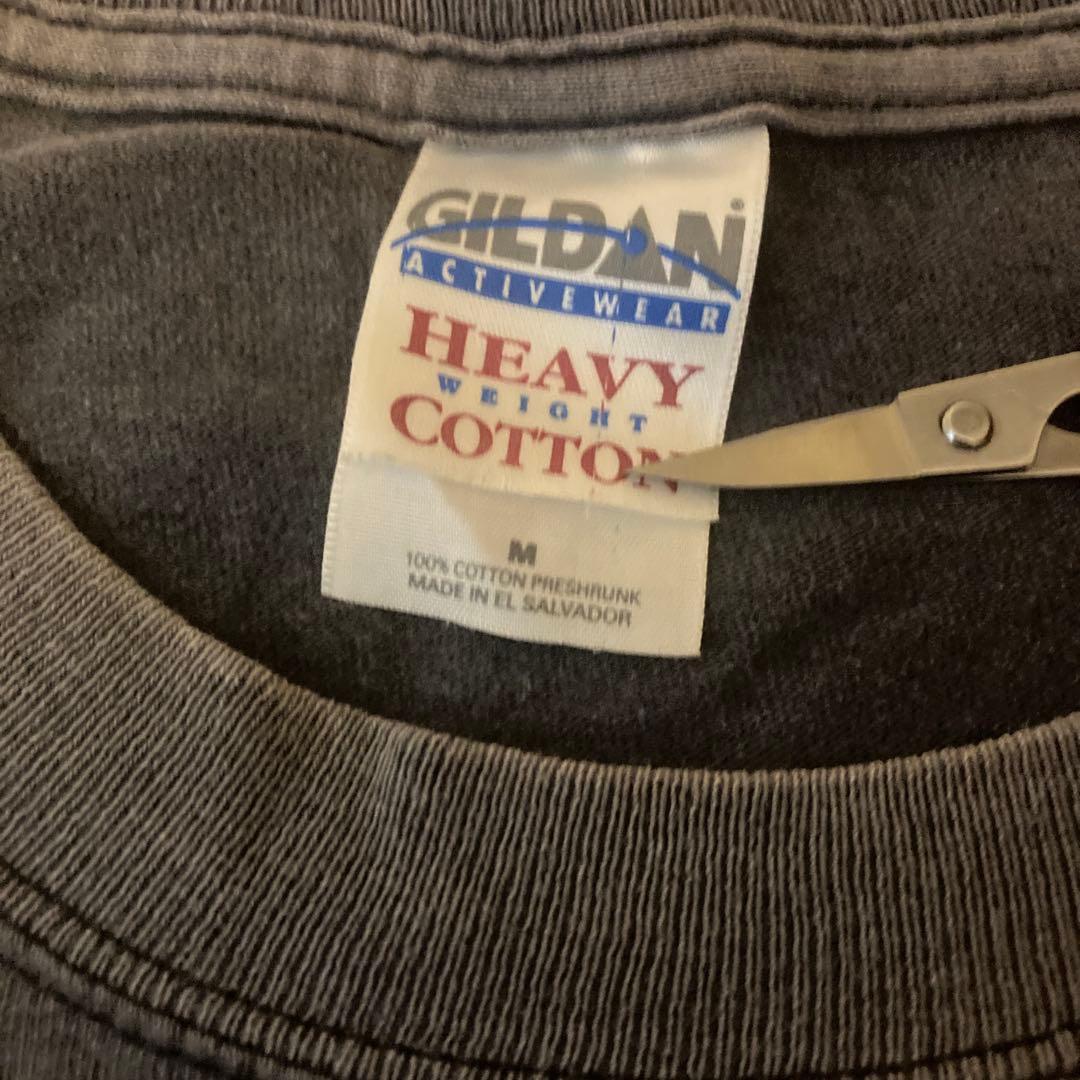 GILDAN®
ACTIVEWEAR
HEAVY
WEIGHT
COTTON
M
100% COTTON PRESHRUNK
MADE IN EL SALVADOR